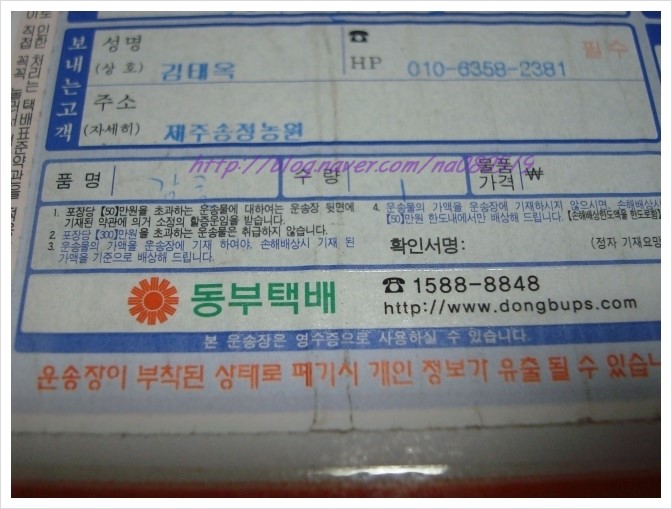 보내는고객
성명
(상호) 김태옥
☎
HP 010-6358-2381
필수
주소
(자세히) 재주송정농원
http://blog.naver.com/na0
품 명
수 량 1
물품
가격 ₩
1. 포장당 【50】만원을 초과하는 운송물에 대하여는 운송장 뒷면에
기재된 약관에 의거 소정의 할증운임을 받습니다.
2. 포장당 【300】만원을 초과하는 운송물은 취급하지 않습니다.
3. 운송물의 가액을 운송장에 기재 하여야, 손해배상시 기재 된
가액을 기준으로 배상해 드립니다.
4. 운송물의 가액을 운송장에 기재하지 않으시면, 손해배상시
【50】만원 한도내에서만 배상해 드립니다.
확인서명:
(정자 기재요망
동부택배
☎ 1588-8848
http://www.dongbups.com
본 운송장은 영수증으로 사용하실 수 있습니다.
운송장이 부착된 상태로 폐기시 개인 정보가 유출 될 수 있습니